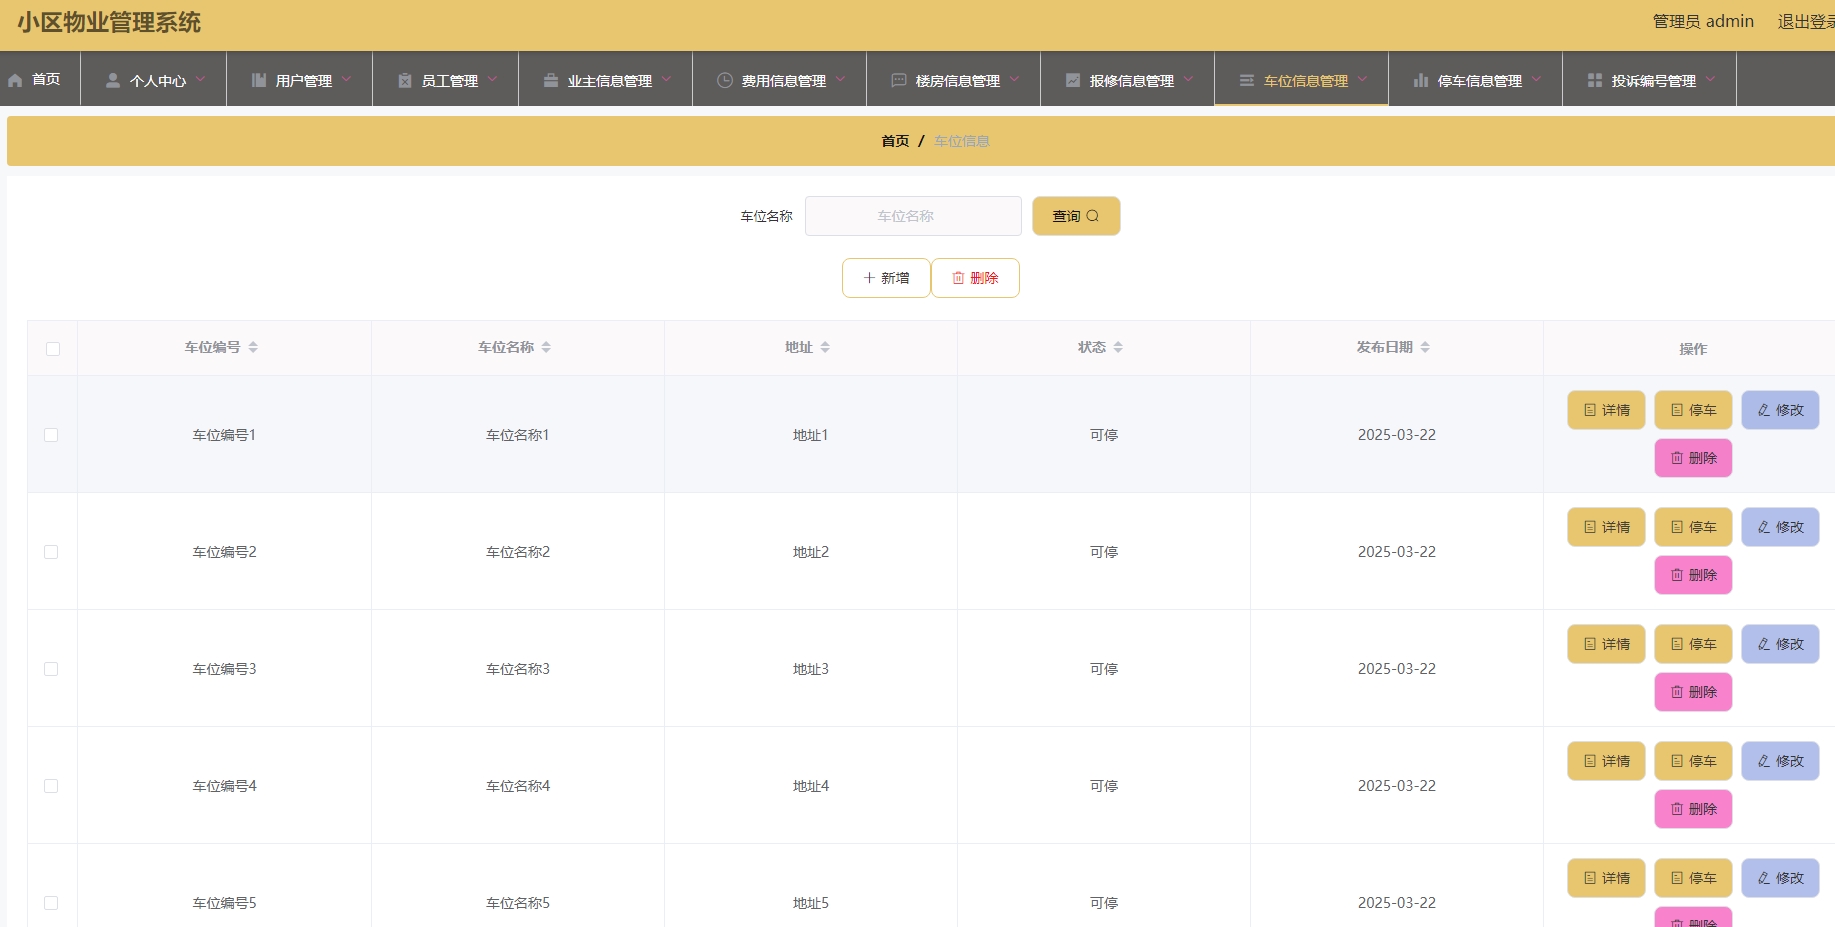 小区物业管理系统 管理员 admin 退出登录
首页 个人中心 用户管理 员工管理 业主信息管理 费用信息管理 楼房信息管理 报修信息管理 车位信息管理 停车信息管理 投诉编号管理
首页 / 车位信息
车位名称 车位名称 查询
新增 删除
车位编号 车位名称 地址 状态 发布日期 操作
车位编号1 车位名称1 地址1 可停 2025-03-22 详情 停车 修改
删除
车位编号2 车位名称2 地址2 可停 2025-03-22 详情 停车 修改
删除
车位编号3 车位名称3 地址3 可停 2025-03-22 详情 停车 修改
删除
车位编号4 车位名称4 地址4 可停 2025-03-22 详情 停车 修改
删除
车位编号5 车位名称5 地址5 可停 2025-03-22 详情 停车 修改
删除